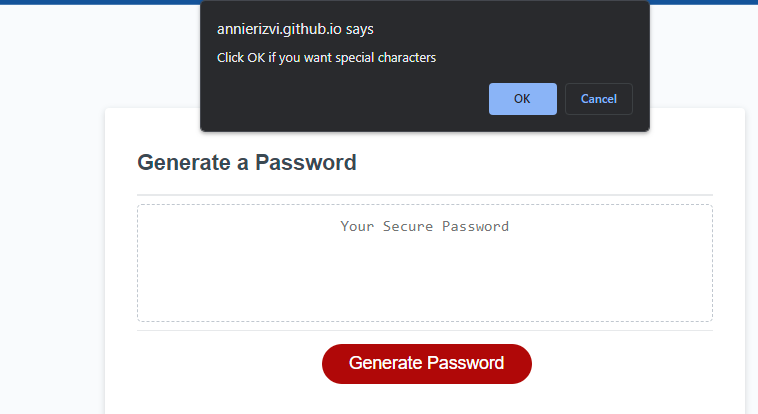 annierizvi.github.io says
Click OK if you want special characters
OK Cancel
Generate a Password
Your Secure Password
Generate Password